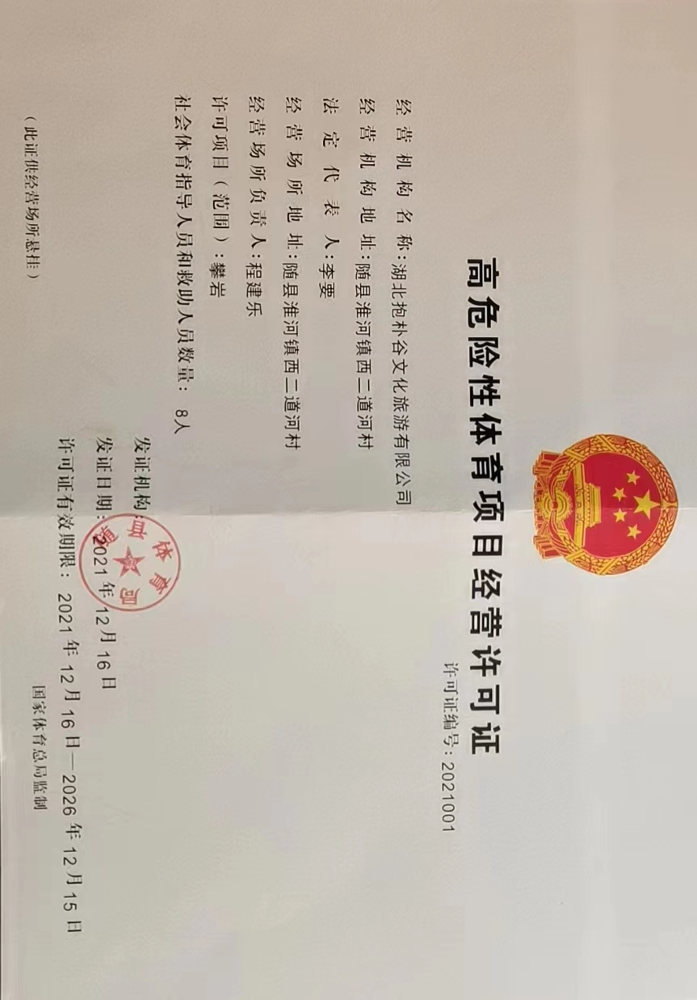 高危险性体育项目经营许可证
许可证编号：2021001
经营机构名称：湖北抱朴谷文化旅游有限公司
经营机构地址：随县淮河镇西二道河村
法定代表人：李要
经营场所地址：随县淮河镇西二道河村
经营场所负责人：程建乐
许可项目（范围）：攀岩
社会体育指导人员和救助人员数量：8人
发证机构：
体育局
发证日期：2021年12月16日
许可证有效期限：2021年12月16日—2026年12月15日
（此证供经营场所悬挂）
国家体育总局监制